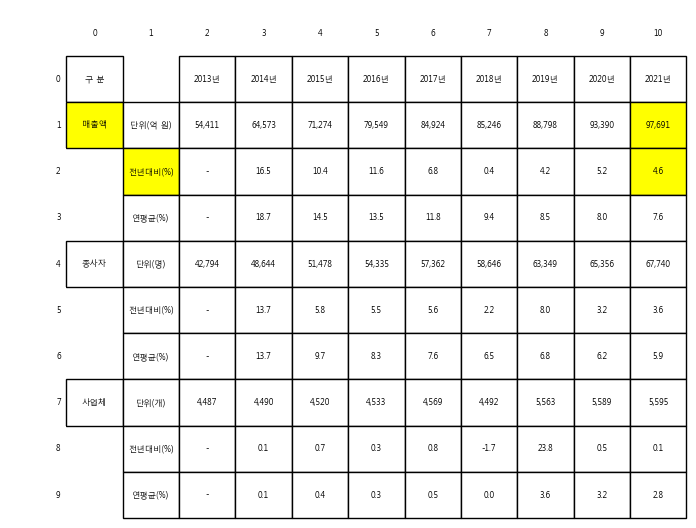 0 1 2 3 4 5 6 7 8 9 10
0 구 분 2013년 2014년 2015년 2016년 2017년 2018년 2019년 2020년 2021년
1 매출액 단위(억 원) 54,411 64,573 71,274 79,549 84,924 85,246 88,798 93,390 97,691
2 전년대비(%) - 16.5 10.4 11.6 6.8 0.4 4.2 5.2 4.6
3 연평균(%) - 18.7 14.5 13.5 11.8 9.4 8.5 8.0 7.6
4 종사자 단위(명) 42,794 48,644 51,478 54,335 57,362 58,646 63,349 65,356 67,740
5 전년대비(%) - 13.7 5.8 5.5 5.6 2.2 8.0 3.2 3.6
6 연평균(%) - 13.7 9.7 8.3 7.6 6.5 6.8 6.2 5.9
7 사업체 단위(개) 4,487 4,490 4,520 4,533 4,569 4,492 5,563 5,589 5,595
8 전년대비(%) - 0.1 0.7 0.3 0.8 -1.7 23.8 0.5 0.1
9 연평균(%) - 0.1 0.4 0.3 0.5 0.0 3.6 3.2 2.8